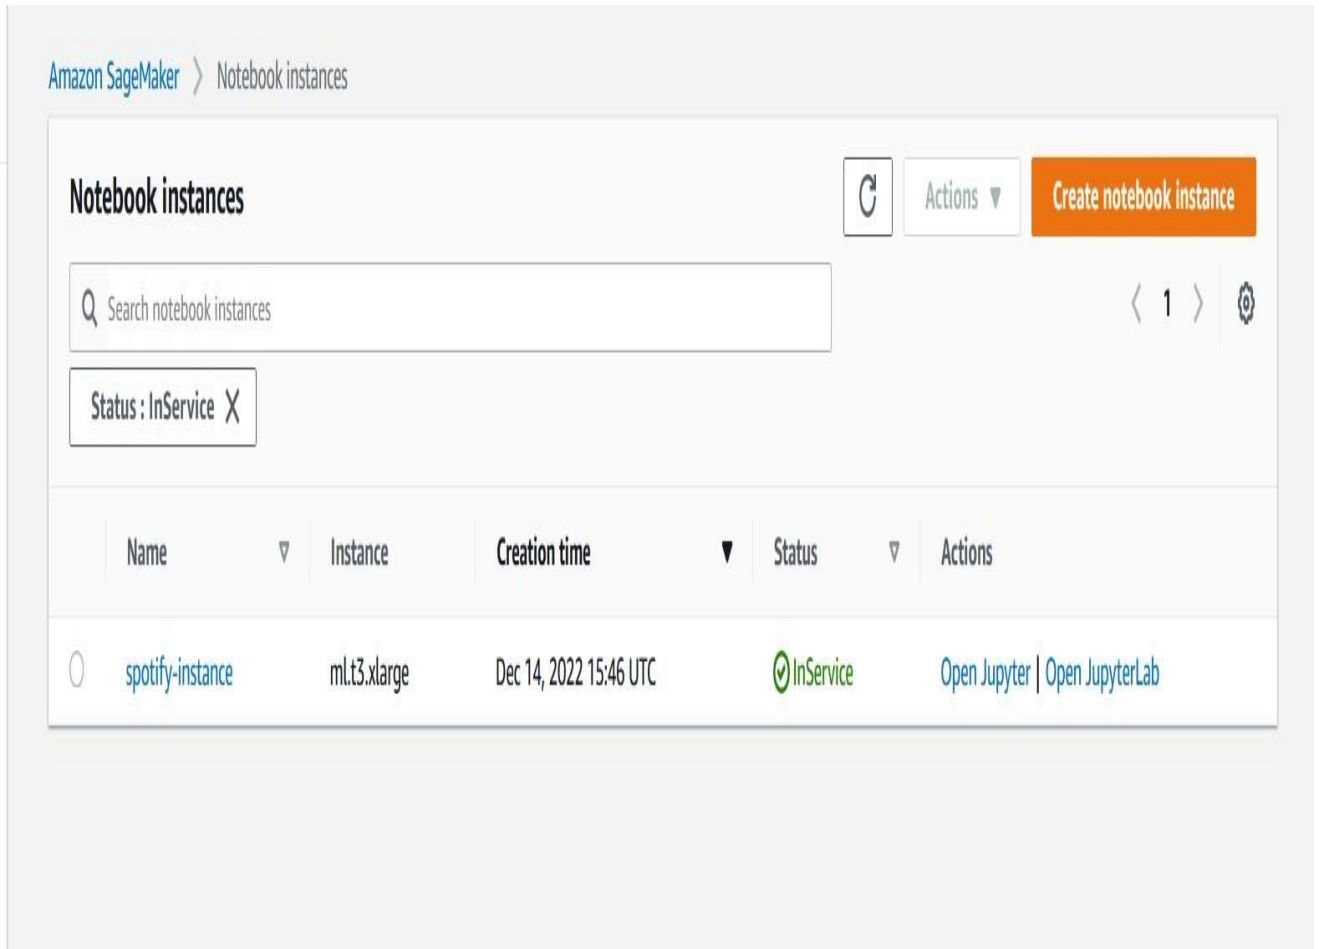 Amazon SageMaker > Notebook instances
Notebook instances
Actions
Create notebook instance
Search notebook instances
1
Status : InService X
Name Instance Creation time Status Actions
spotify-instance ml.t3.xlarge Dec 14, 2022 15:46 UTC InService Open Jupyter | Open JupyterLab